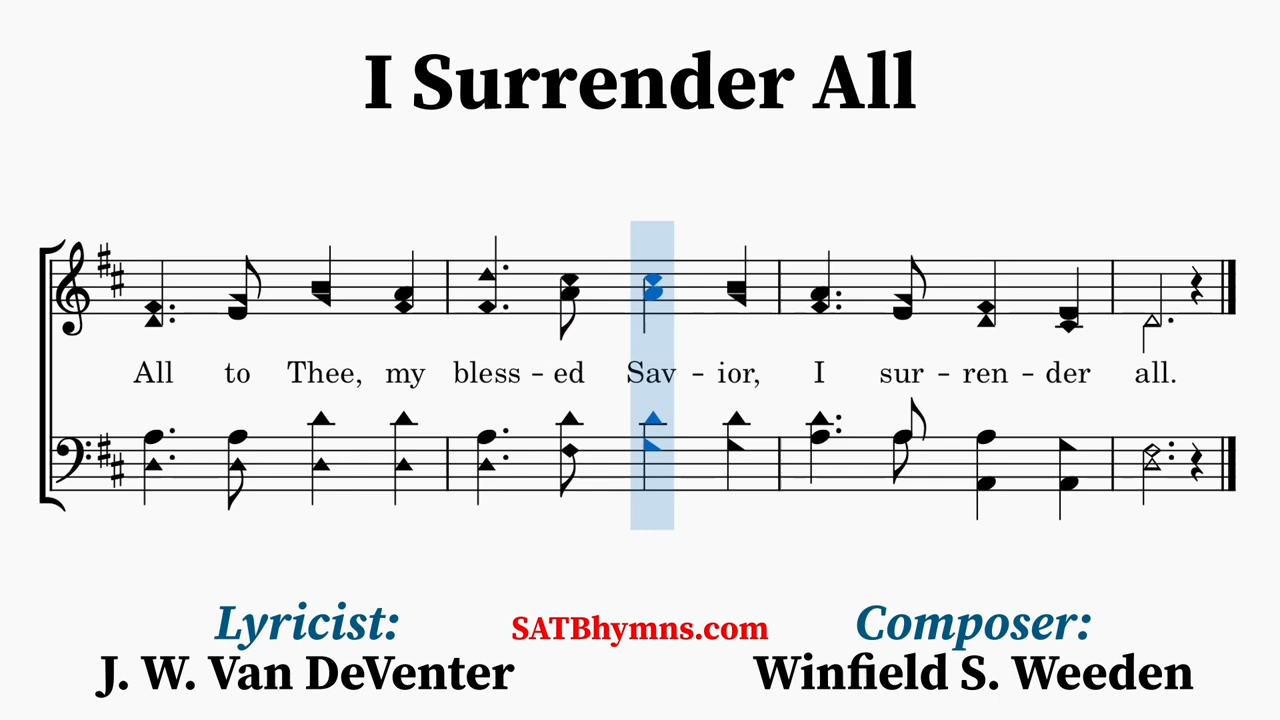 I Surrender All
All to Thee, my bless - ed Sav - ior, I sur - ren - der all.
Lyricist:
J. W. Van DeVenter
SATBhymns.com
Composer:
Winfield S. Weeden